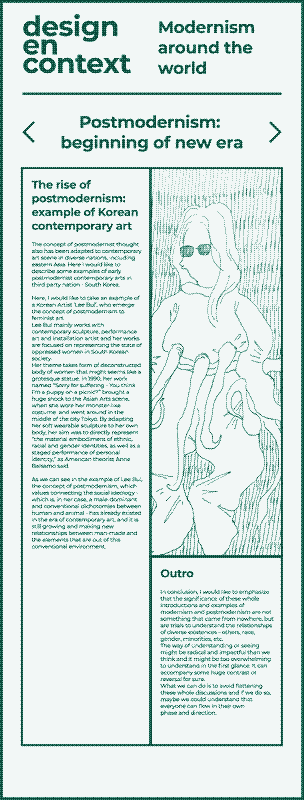 design
en
context
Modernism
around the
world
Postmodernism:
beginning of new era
The rise of
postmodernism:
example of Korean
contemporary art
The concept of postmodernist thought
also has been adapted to contemporary
art scene in diverse nations, including
eastern Asia. Here I would like to
describe some examples of early
postmodernist contemporary arts in
third party nation - South Korea.
Here, I would like to take an example of
a Korean Artist 'Lee Bul', who emerge
the concept of postmodernism to
feminist art.
Lee Bul mainly works with
contemporary sculpture, performance
art and installation artist and her works
are focused on representing the state of
oppressed women in South Korean
society.
Her theme takes form of deconstructed
body of woman that might seems like a
grotesque statue. In 1990, her work
named "Sorry for suffering - You think
I'm a puppy on a picnic?" brought a
huge shock to the Asian Arts scene,
when she wore her monster-like
costume and went around in the
middle of the city Tokyo. By adapting
her soft wearable sculpture to her own
body, her aim was to directly represent
"the material embodiment of ethnic,
racial and gender identities, as well as a
staged performance of personal
identity," as American theorist Anne
Balsamo said.
As we can see in the example of Lee Bul,
the concept of postmodernism, which
values connecting the social ideology -
which is, in her case, a male dominant
and conventional dichotomies between
human and animal - has already existed
in the era of contemporary art, and it is
still growing and making new
relationships between man-made and
the elements that are out of this
conventional environment.
Outro
In conclusion, I would like to emphasize
that the significance of these whole
introductions and examples of
modernism and postmodernism are not
something that came from nowhere, but
are trials to understand the relationships
of diverse existences - others, race,
gender, minorities, etc.
The way of understanding or seeing
might be radical and impactful than we
think and it might be too overwhelming
to understand in the first glance. It can
accompany some huge contrast or
reversal for sure.
What we can do is to avoid flattening
these whole discussions and if we do so,
maybe we could understand that
everyone can flow in their own
phase and direction.